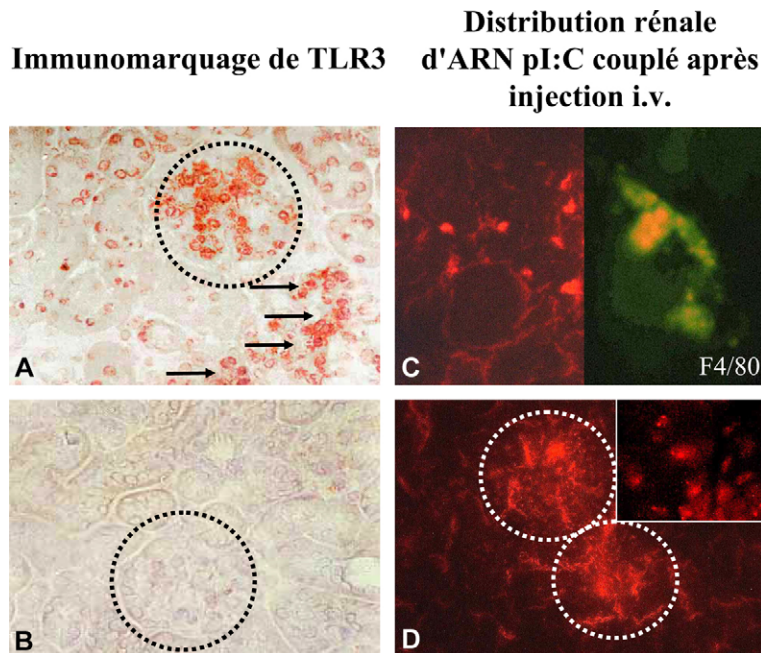 Immunomarquage de TLR3
Distribution rénale
d'ARN pI:C couplé après
injection i.v.
A
C
F4/80
B
D